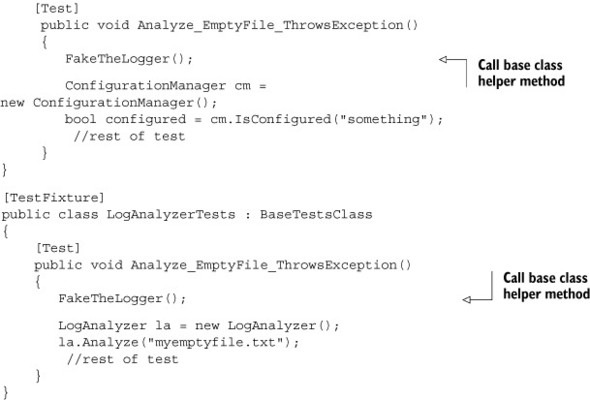 [Test]
public void Analyze_EmptyFile_ThrowsException()
{
FakeTheLogger();
Call base class
helper method
ConfigurationManager cm =
new ConfigurationManager();
bool configured = cm.IsConfigured("something");
//rest of test
}
}
[TestFixture]
public class LogAnalyzerTests : BaseTestsClass
{
[Test]
public void Analyze_EmptyFile_ThrowsException()
{
FakeTheLogger();
Call base class
helper method
LogAnalyzer la = new LogAnalyzer();
la.Analyze("myemptyfile.txt");
//rest of test
}
}